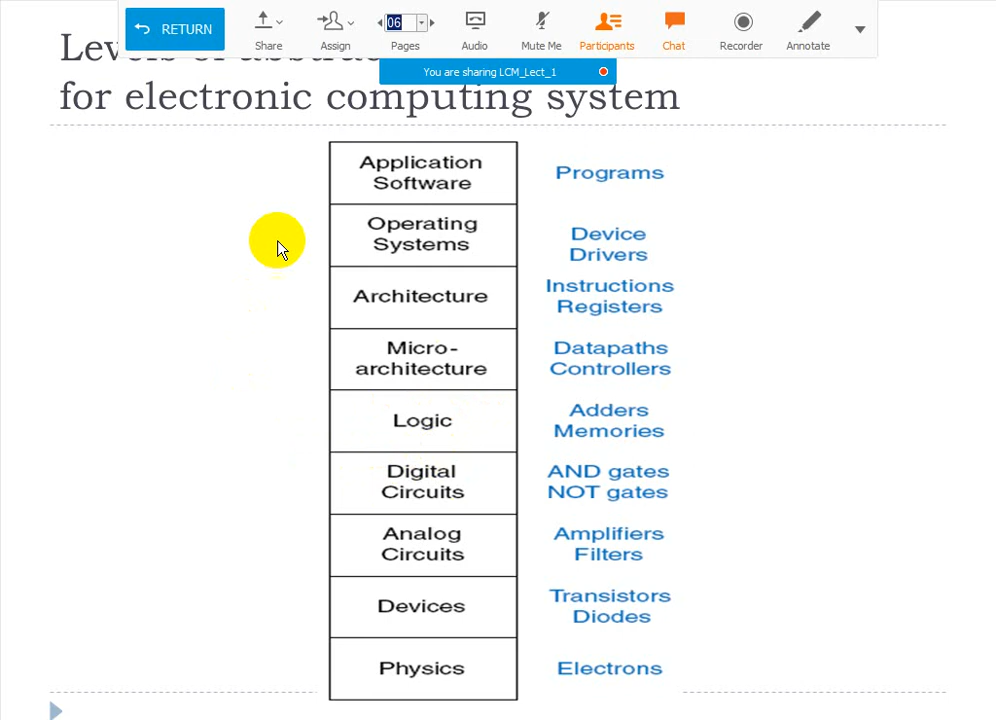 RETURN
Share
Assign
06
Pages
Audio
Mute Me
Participants
Chat
Recorder
Annotate
You are sharing LCM_Lect_1
for electronic computing system
Application
Software
Programs
Operating
Systems
Device
Drivers
Architecture
Instructions
Registers
Micro-
architecture
Datapaths
Controllers
Logic
Adders
Memories
Digital
Circuits
AND gates
NOT gates
Analog
Circuits
Amplifiers
Filters
Devices
Transistors
Diodes
Physics
Electrons